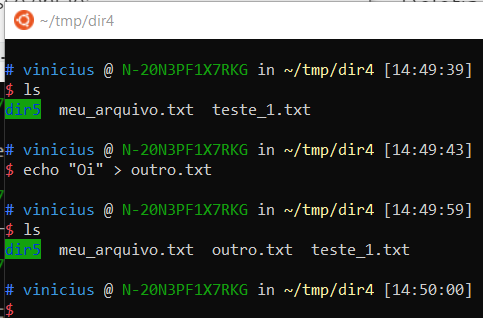 ~/tmp/dir4
# vinicius @ N-20N3PF1X7RKG in ~/tmp/dir4 [14:49:39]
$ ls
dir5 meu_arquivo.txt teste_1.txt
# vinicius @ N-20N3PF1X7RKG in ~/tmp/dir4 [14:49:43]
$ echo "Oi" > outro.txt
# vinicius @ N-20N3PF1X7RKG in ~/tmp/dir4 [14:49:59]
$ ls
dir5 meu_arquivo.txt outro.txt teste_1.txt
# vinicius @ N-20N3PF1X7RKG in ~/tmp/dir4 [14:50:00]
$